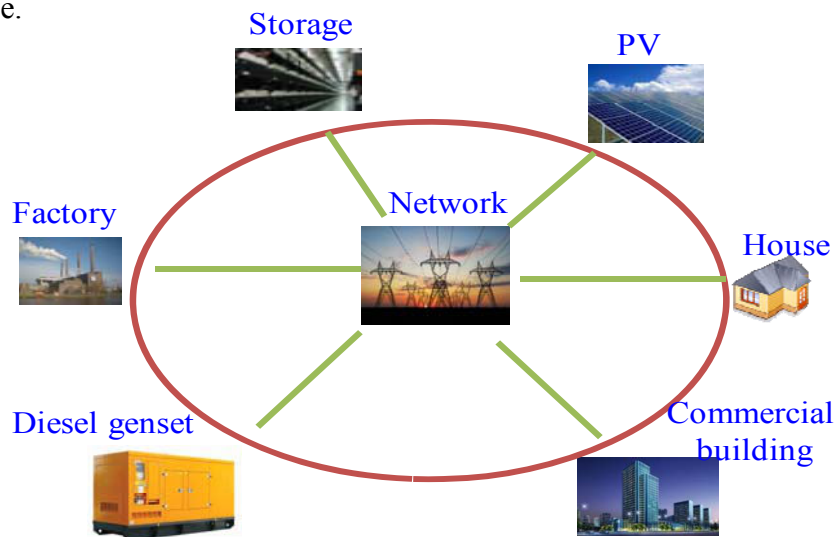 e.
Storage
PV
Factory
Network
House
Diesel genset
Commercial
building